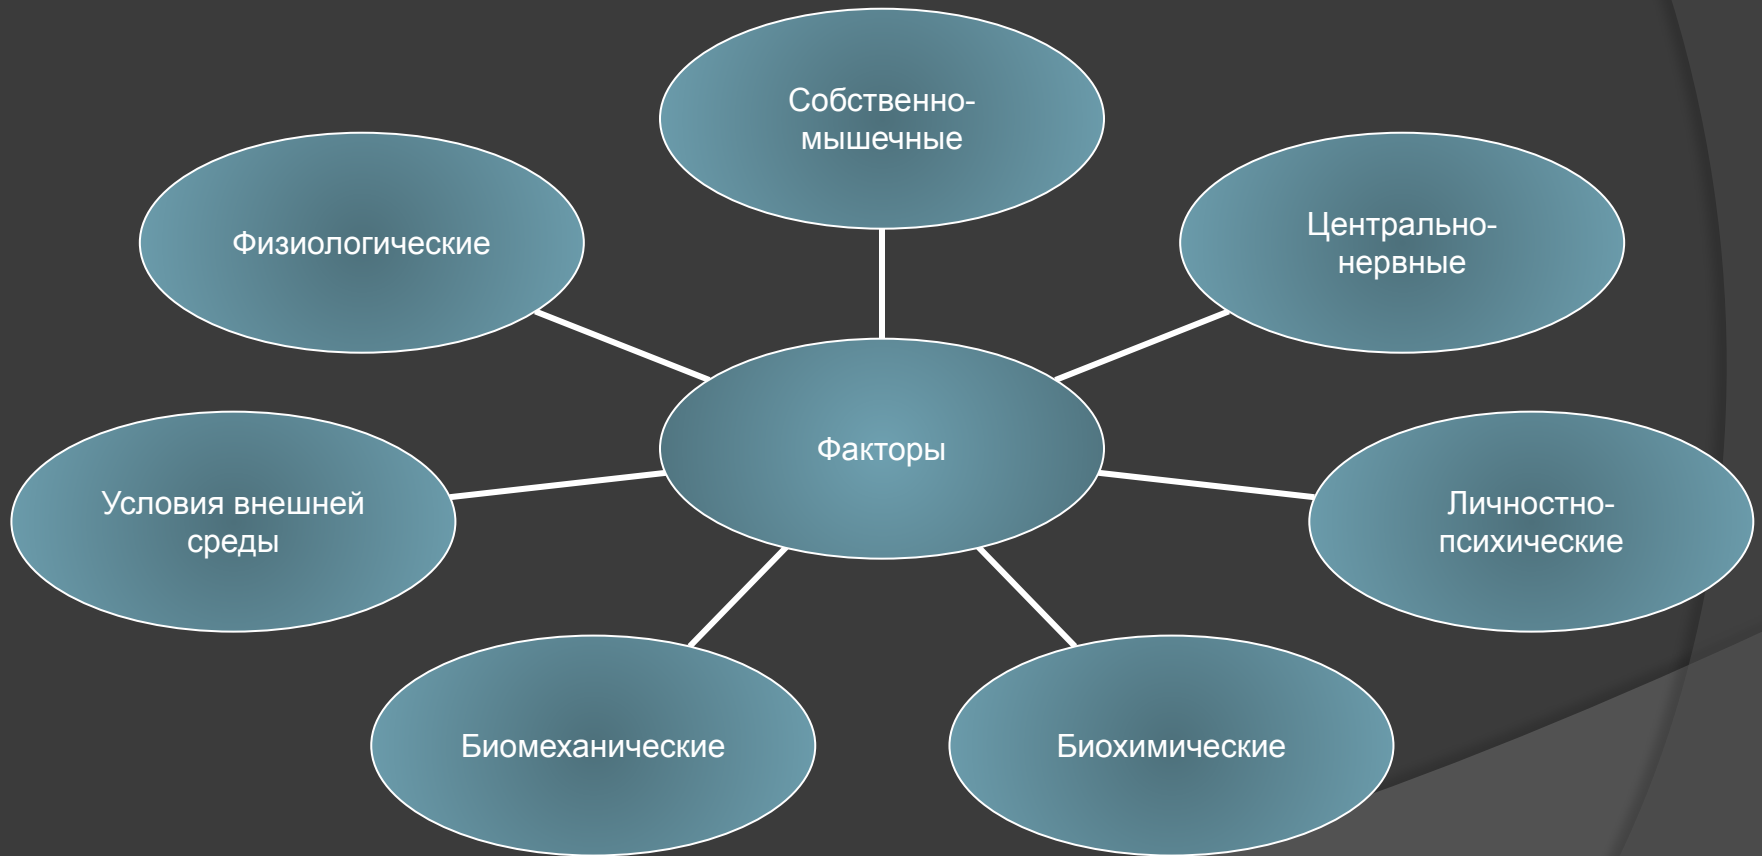 Собственно-
мышечные
Физиологические
Центрально-
нервные
Факторы
Условия внешней
среды
Личностно-
психические
Биомеханические
Биохимические